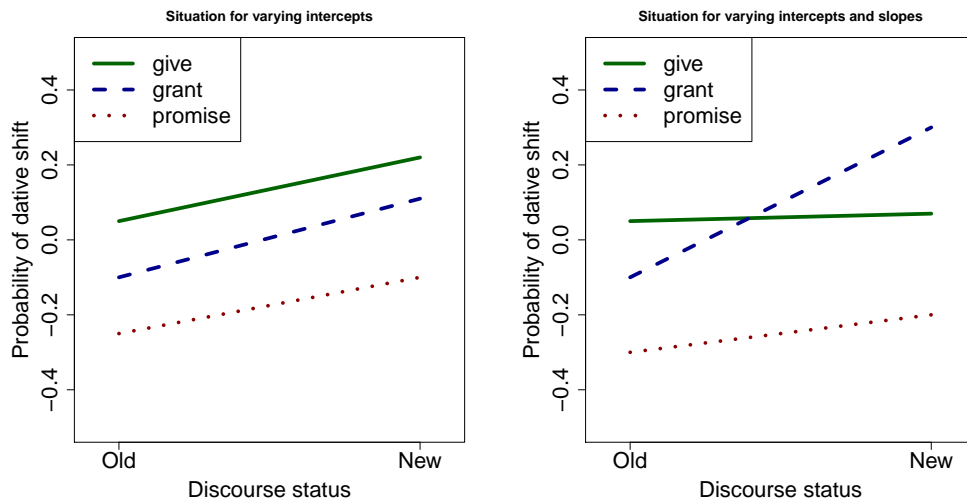 Situation for varying intercepts
give
grant
promise
Probability of dative shift
0.4
0.2
0.0
−0.2
−0.4
Old
New
Discourse status
Situation for varying intercepts and slopes
give
grant
promise
Probability of dative shift
0.4
0.2
0.0
−0.2
−0.4
Old
New
Discourse status